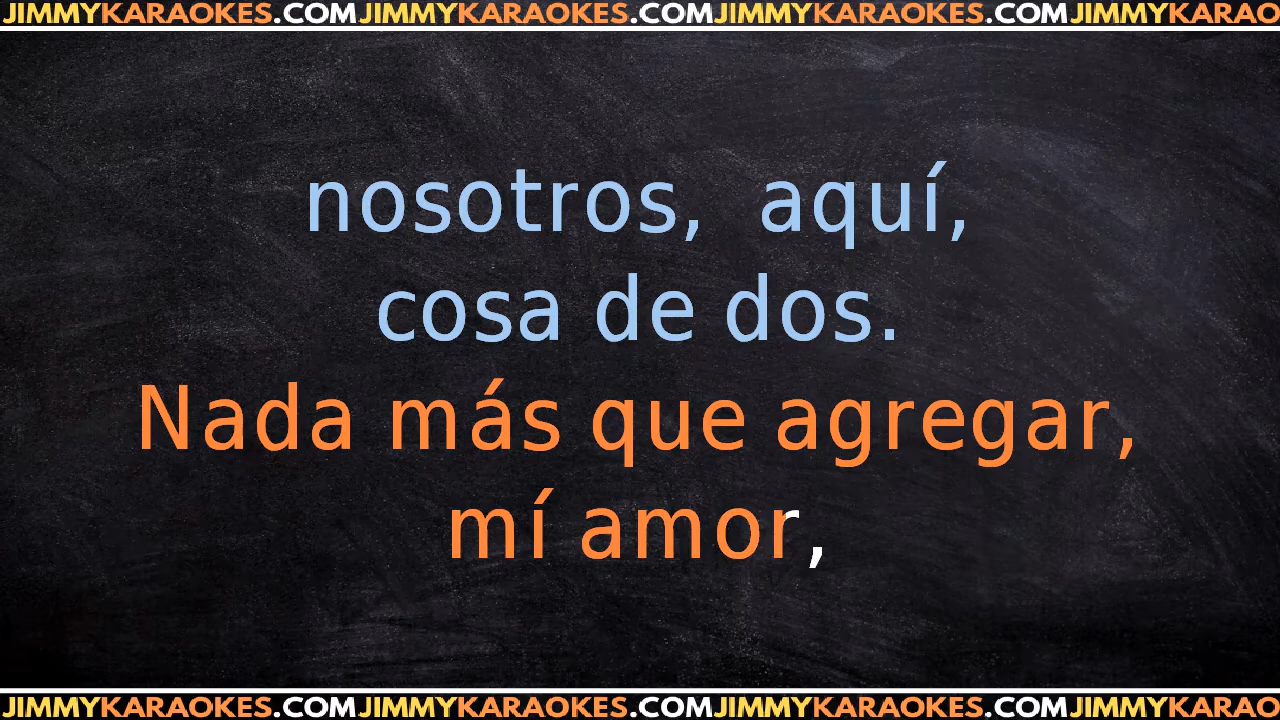 JIMMYKARAOKES.COMJIMMYKARAOKES.COMJIMMYKARAOKES.COMJIMMYKARAO
nosotros, aquí,
cosa de dos.
Nada más que agregar,
mí amor,
JIMMYKARAOKES.COMJIMMYKARAOKES.COMJIMMYKARAOKES.COMJIMMYKARAO